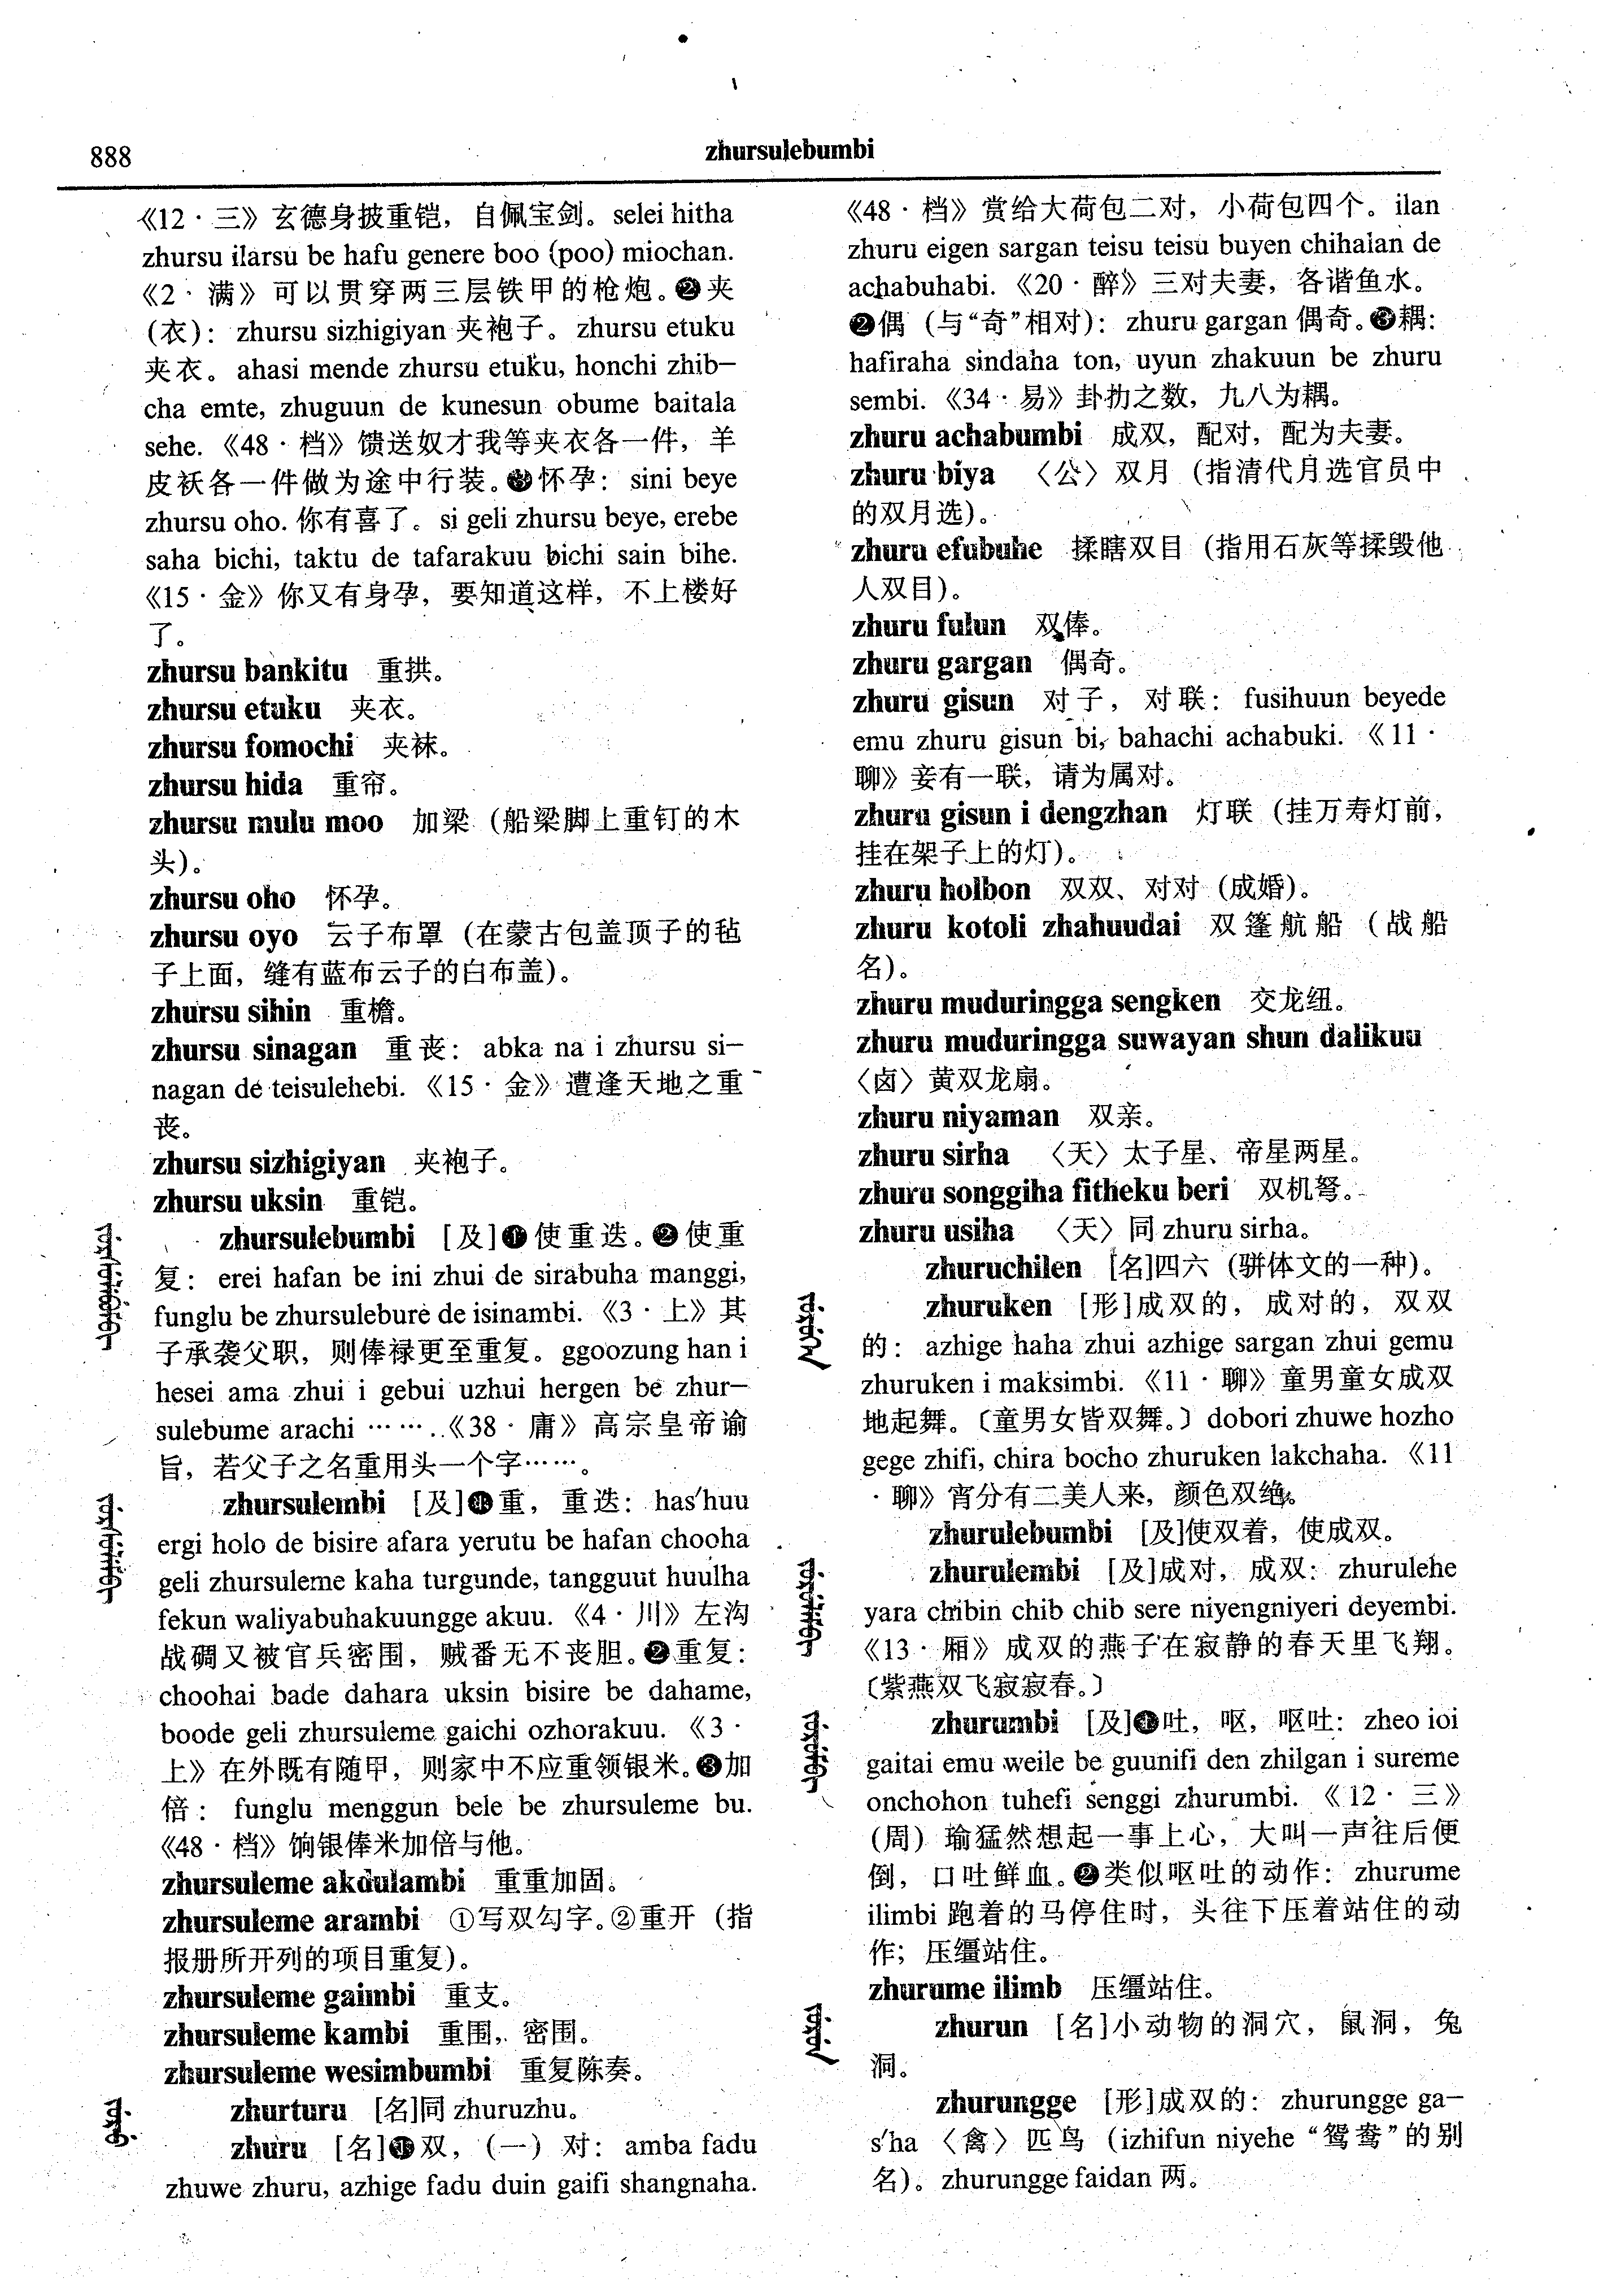 888
zhursulebumbi
《12·三》玄德身披重铠，自佩宝剑。selei hitha
zhursu ilarsu be hafu genere boo (poo) miochan.
《2·满》可以贯穿两三层铁甲的枪炮。❷夹
(衣)：zhursu sizhigiyan 夹袍子。zhursu etuku
夹衣。ahasi mende zhursu etuku, honchi zhib—
cha emte, zhuguun de kunesun obume baitala
sehe.《48·档》馈送奴才我等夹衣各一件，羊
皮袄各一件做为途中行装。❸怀孕：sini beye
zhursu oho. 你有喜了。si geli zhursu beye, erebe
saha bichi, taktu de tafarakuu bichi sain bihe.
《15·金》你又有身孕，要知道这样，不上楼好
了。
zhursu bankitu 重拱。
zhursu etuku 夹衣。
zhursu fomochi 夹袜。
zhursu hida 重帘。
zhursu mulu moo 加梁（船梁脚上重钉的木
头）。
zhursu oho 怀孕。
zhursu oyo 云子布罩（在蒙古包盖顶子的毡
子上面，缝有蓝布云子的白布盖）。
zhursu sihin 重檐。
zhursu sinagan 重丧：abka na i zhursu si—
nagan de teisulehebi.《15·金》遭逢天地之重
丧。
zhursu sizhigiyan 夹袍子。
zhursu uksin 重铠。
zhursulebumbi [及]❶使重迭。❷使重
复：erei hafan be ini zhui de sirabuha manggi,
funglu be zhursulebure de isinambi.《3·上》其
子承袭父职，则俸禄更至重复。ggoozung han i
hesei ama zhui i gebui uzhui hergen be zhur—
sulebume arachi …….《38·庸》高宗皇帝谕
旨，若父子之名重用头一个字……。
zhursulembi [及]❶重，重迭：has'huu
ergi holo de bisire afara yerutu be hafan chooha
geli zhursuleme kaha turgunde, tangguut huulha
fekun waliyabuhakuungge akuu.《4·川》左沟
战碉又被官兵密围，贼番无不丧胆。❷重复：
choohai bade dahara uksin bisire be dahame,
boode geli zhursuleme gaichi ozhorakuu.《3·
上》在外既有随甲，则家中不应重领银米。❸加
倍：funglu menggun bele be zhursuleme bu.
《48·档》饷银俸米加倍与他。
zhursuleme akdulambi 重重加固。
zhursuleme arambi ①写双勾字。②重开（指
报册所开列的项目重复）。
zhursuleme gaimbi 重支。
zhursuleme kambi 重围，密围。
zhursuleme wesimbumbi 重复陈奏。
zhurturu [名]同 zhuruzhu。
zhuru [名]❶双，（一）对：amba fadu
zhuwe zhuru, azhige fadu duin gaifi shangnaha.
《48·档》赏给大荷包二对，小荷包四个。ilan
zhuru eigen sargan teisu teisu buyen chihalan de
achabuhabi.《20·醉》三对夫妻，各谐鱼水。
❷偶（与“奇”相对）：zhuru gargan 偶奇。❸耦：
hafiraha sindaha ton, uyun zhakuun be zhuru
sembi.《34·易》卦扐之数，九八为耦。
zhuru achabumbi 成双，配对，配为夫妻。
zhuru biya 〈公〉双月（指清代月选官员中
的双月选）。
zhuru efubuhe 揉瞎双目（指用石灰等揉毁他
人双目）。
zhuru fulun 双俸。
zhuru gargan 偶奇。
zhuru gisun 对子，对联：fusihuun beyede
emu zhuru gisun bi, bahachi achabuki.《11·
聊》妾有一联，请为属对。
zhuru gisun i dengzhan 灯联（挂万寿灯前，
挂在架子上的灯）。
zhuru holbon 双双、对对（成婚）。
zhuru kotoli zhahuudai 双篷航船（战船
名）。
zhuru muduringga sengken 交龙纽。
zhuru muduringga suwayan shun dalikuu
〈卤〉黄双龙扇。
zhuru niyaman 双亲。
zhuru sirha 〈天〉太子星、帝星两星。
zhuru songgiha fitheku beri 双机弩。
zhuru usiha 〈天〉同 zhuru sirha。
zhuruchilen [名]四六（骈体文的一种）。
zhuruken [形]成双的，成对的，双双
的：azhige haha zhui azhige sargan zhui gemu
zhuruken i maksimbi.《11·聊》童男童女成双
地起舞。〔童男女皆双舞。〕dobori zhuwe hozho
gege zhifi, chira bocho zhuruken lakchaha.《11
·聊》宵分有二美人来，颜色双绝。
zhurulebumbi [及]使双着，使成双。
zhurulembi [及]成对，成双：zhurulehe
yara chibin chib chib sere niyengniyeri deyembi.
《13·厢》成双的燕子在寂静的春天里飞翔。
〔紫燕双飞寂寂春。〕
zhurumbi [及]❶吐，呕，呕吐：zheo ioi
gaitai emu weile be guunifi den zhilgan i sureme
onchohon tuhefi senggi zhurumbi.《12·三》
(周) 瑜猛然想起一事上心，大叫一声往后便
倒，口吐鲜血。❷类似呕吐的动作：zhurume
ilimbi 跑着的马停住时，头往下压着站住的动
作；压缰站住。
zhurume ilimb 压缰站住。
zhurun [名]小动物的洞穴，鼠洞，兔
洞。
zhurungge [形]成双的：zhurungge ga—
s'ha 〈禽〉匹鸟（izhifun niyehe “鸳鸯”的别
名）。zhurungge faidan 两。